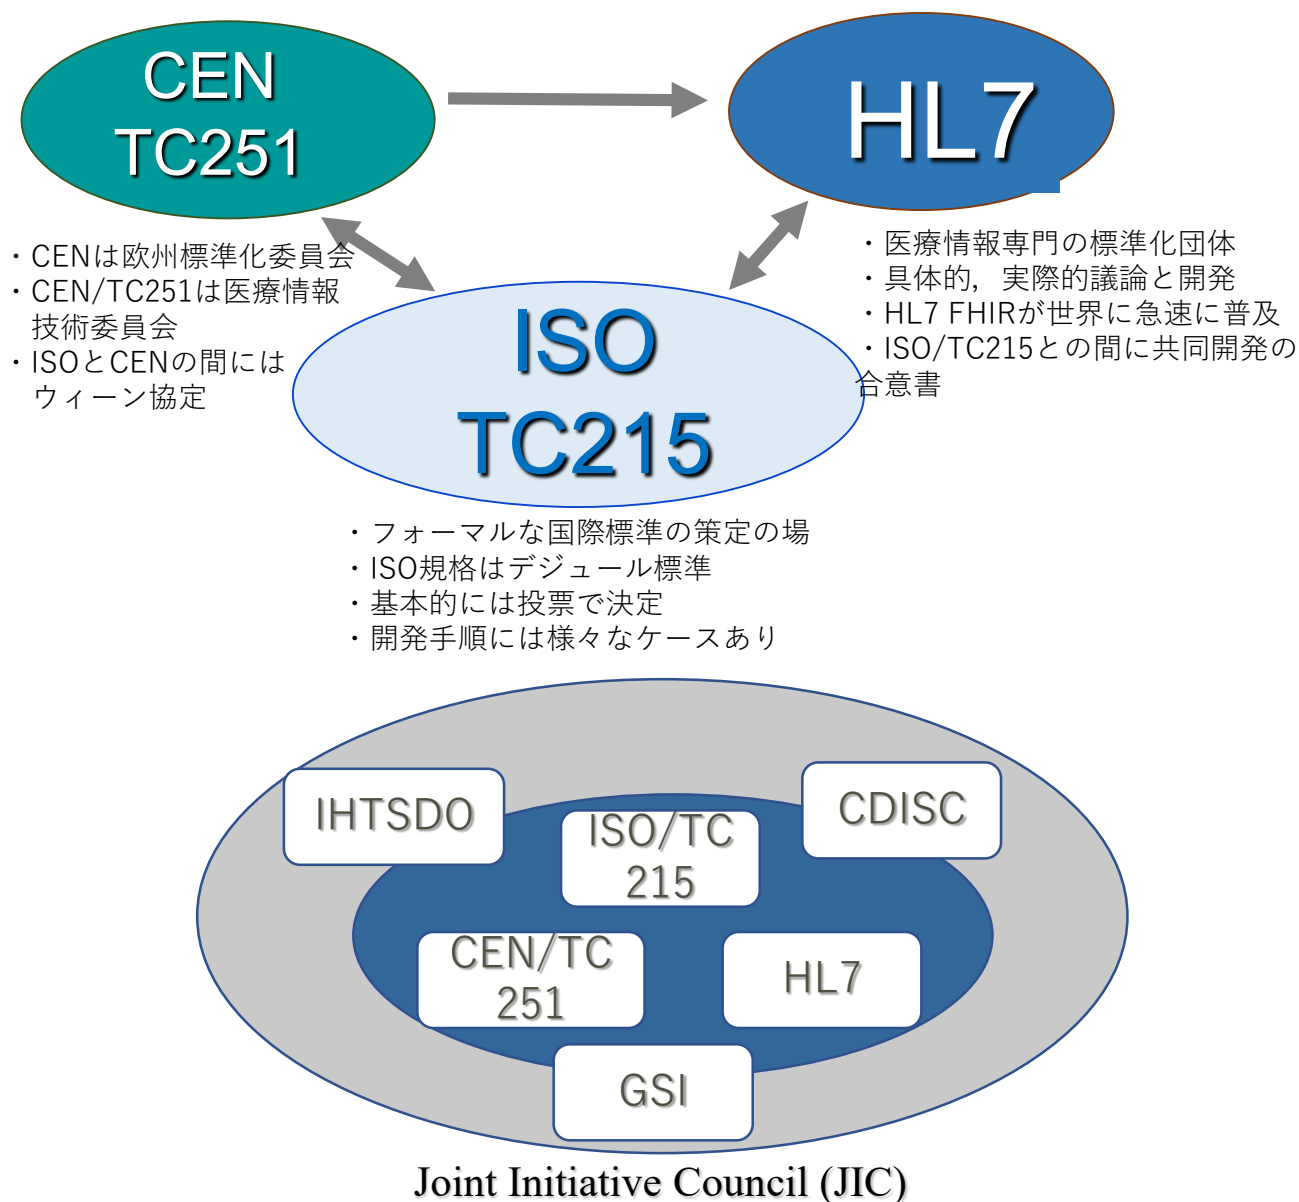 CEN
TC251
HL7
・CENは欧州標準化委員会
・CEN/TC251は医療情報
技術委員会
・ISOとCENの間には
ウィーン協定
・医療情報専門の標準化団体
・具体的，実際的議論と開発
・HL7 FHIRが世界に急速に普及
・ISO/TC215との間に共同開発の
合意書
ISO
TC215
・フォーマルな国際標準の策定の場
・ISO規格はデジュール標準
・基本的には投票で決定
・開発手順には様々なケースあり
IHTSDO
CDISC
ISO/TC
215
CEN/TC
251
HL7
GSI
Joint Initiative Council (JIC)